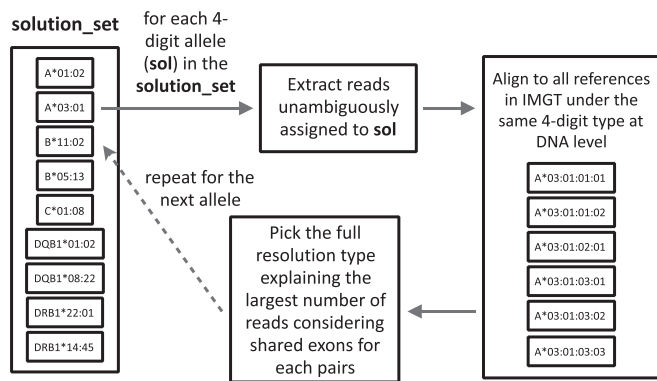 solution_set
A*01:02
A*03:01
B*11:02
B*05:13
C*01:08
DQB1*01:02
DQB1*08:22
DRB1*22:01
DRB1*14:45
for each 4-
digit allele
(sol) in the
solution_set
Extract reads
unambiguously
assigned to sol
Align to all references
in IMGT under the
same 4-digit type at
DNA level
A*03:01:01:01
A*03:01:01:02
A*03:01:02:01
A*03:01:03:01
A*03:01:03:02
A*03:01:03:03
Pick the full
resolution type
explaining the
largest number of
reads considering
shared exons for
each pairs
repeat for the
next allele